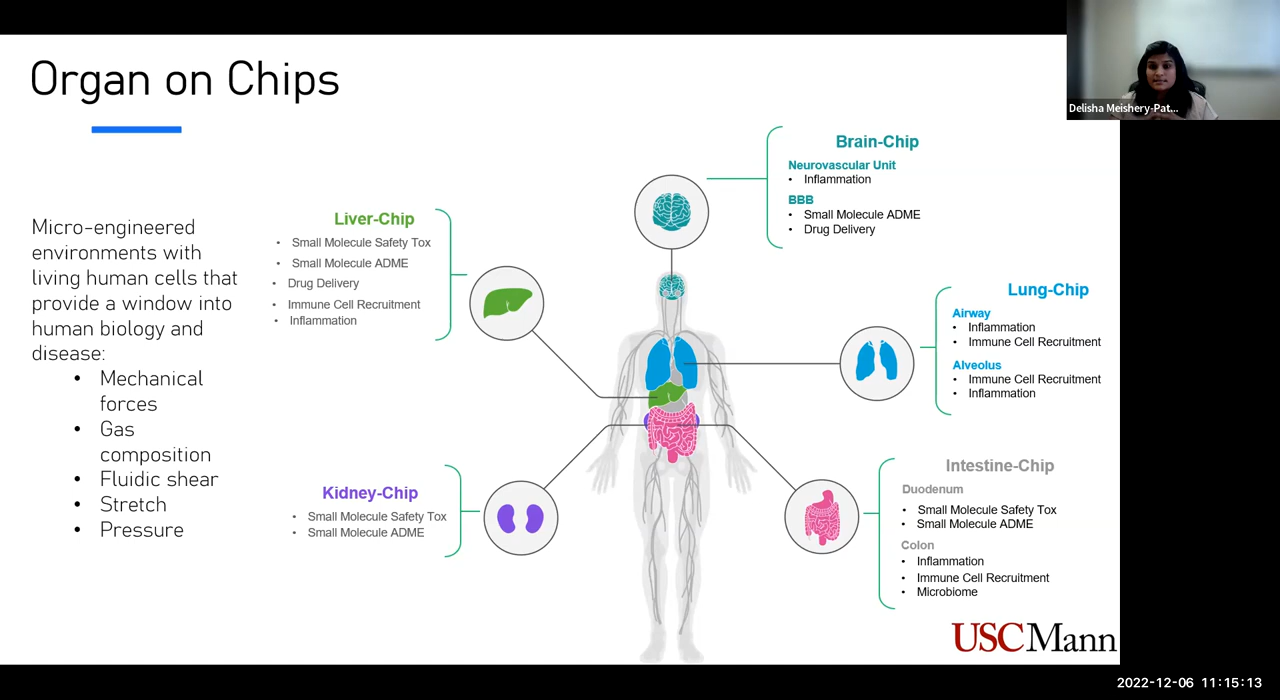 Organ on Chips
Micro-engineered
environments with
living human cells that
provide a window into
human biology and
disease:
• Mechanical
forces
• Gas
composition
• Fluidic shear
• Stretch
• Pressure
Liver-Chip
• Small Molecule Safety Tox
• Small Molecule ADME
• Drug Delivery
• Immune Cell Recruitment
• Inflammation
Kidney-Chip
• Small Molecule Safety Tox
• Small Molecule ADME
Brain-Chip
Neurovascular Unit
• Inflammation
BBB
• Small Molecule ADME
• Drug Delivery
Lung-Chip
Airway
• Inflammation
• Immune Cell Recruitment
Alveolus
• Immune Cell Recruitment
• Inflammation
Intestine-Chip
Duodenum
• Small Molecule Safety Tox
• Small Molecule ADME
Colon
• Inflammation
• Immune Cell Recruitment
• Microbiome
USC Mann
Delisha Meishery-Pat...
2022-12-06 11:15:13